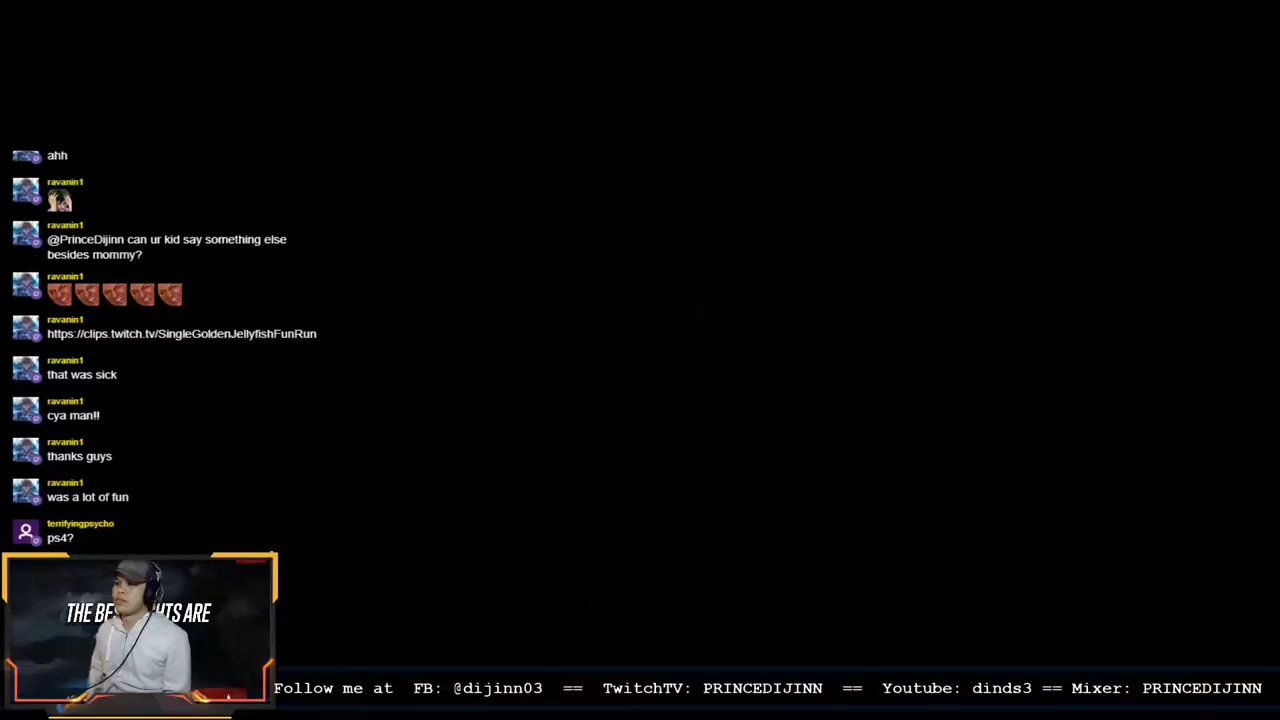 ahh
ravanin1
ravanin1
@PrinceDijinn can ur kid say something else
besides mommy?
ravanin1
ravanin1
https://clips.twitch.tv/SingleGoldenJellyfishFunRun
ravanin1
that was sick
ravanin1
cya man!!
ravanin1
thanks guys
ravanin1
was a lot of fun
terrifyingpsycho
ps4?
THE ARE
Follow me at FB: @dijinn03 == TwitchTV: PRINCEDIJINN == Youtube: dinds3 == Mixer: PRINCEDIJINN